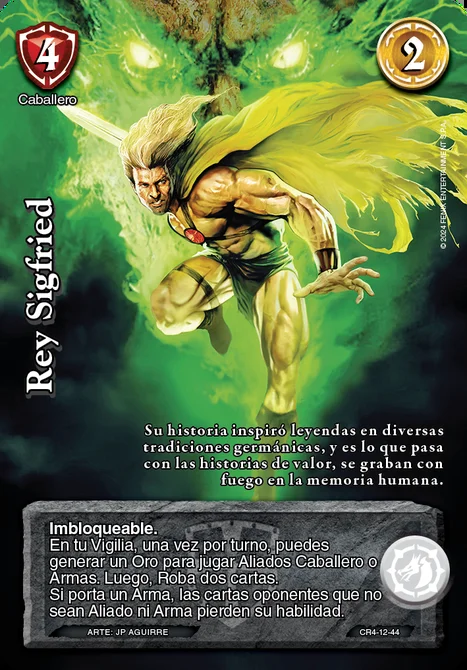 4
2
Caballero
© 2024 FENIX ENTERTAINMENT S.P.A.
Rey Sigfried
Su historia inspiró leyendas en diversas
tradiciones germánicas, y es lo que pasa
con las historias de valor, se graban con
fuego en la memoria humana.
Imbloqueable.
En tu Vigilia, una vez por turno, puedes
generar un Oro para jugar Aliados Caballero o
Armas. Luego, Roba dos cartas.
Si porta un Arma, las cartas oponentes que no
sean Aliado ni Arma pierden su habilidad.
ARTE: JP AGUIRRE
CR4-12-44